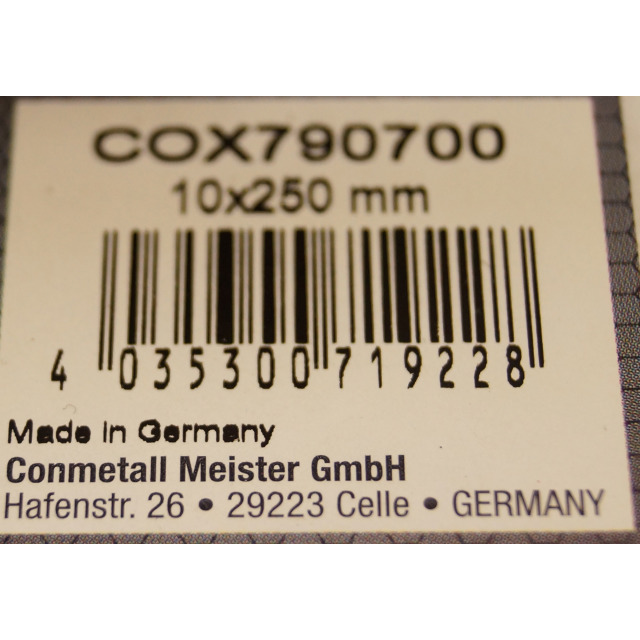 COX790700
10x250 mm
4 035300 719228
Made in Germany
Conmetall Meister GmbH
Hafenstr. 26 • 29223 Celle • GERMANY